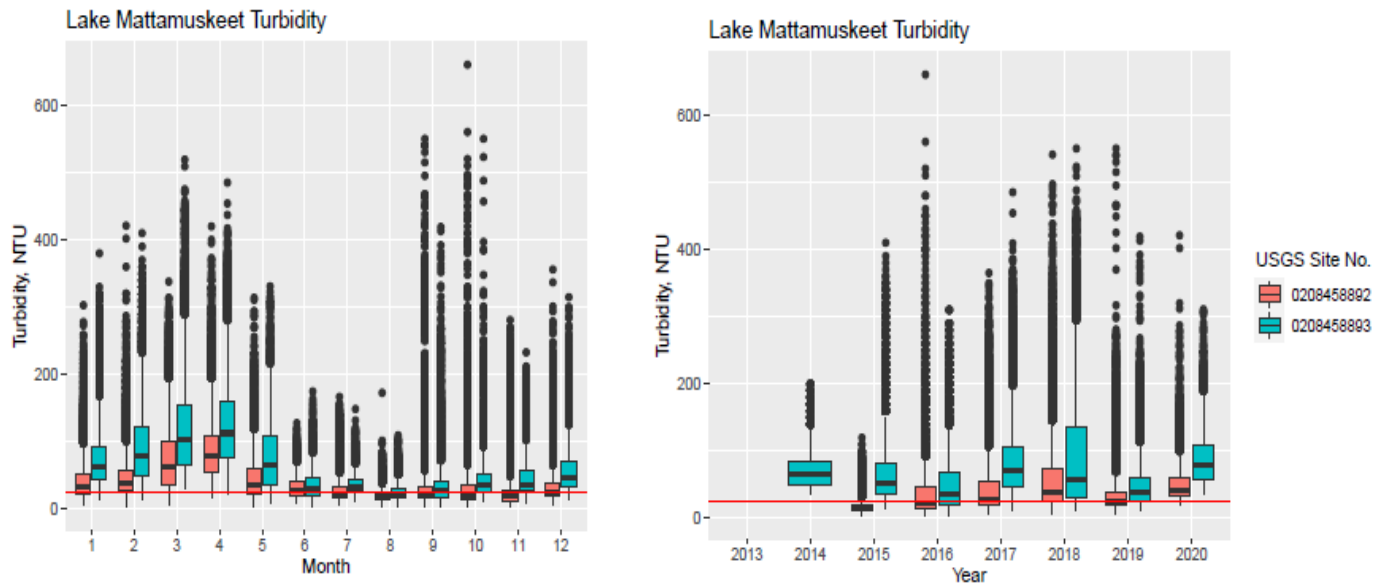 Lake Mattamuskeet Turbidity
600
400
200
0
Turbidity, NTU
1 2 3 4 5 6 7 8 9 10 11 12
Month
Lake Mattamuskeet Turbidity
600
400
200
0
Turbidity, NTU
2013 2014 2015 2016 2017 2018 2019 2020
Year
USGS Site No.
0208458892
0208458893